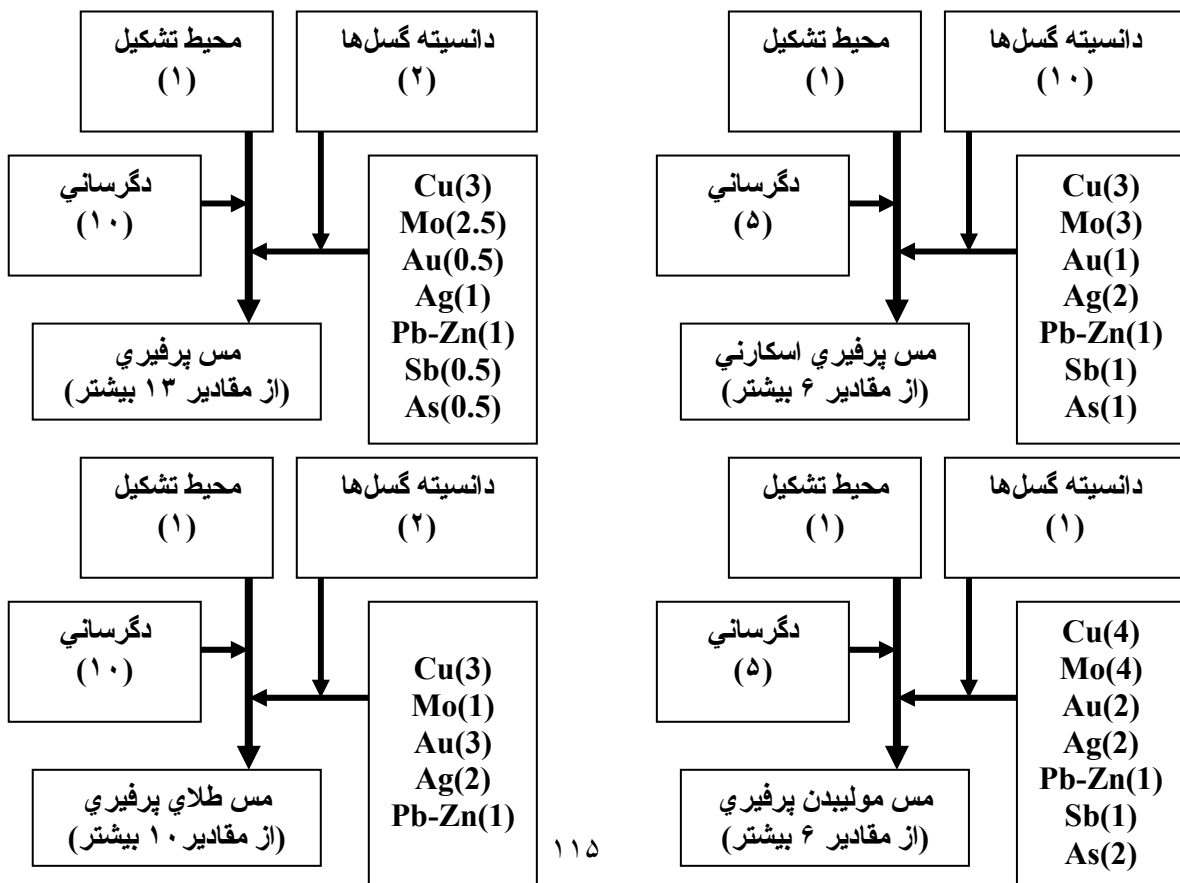 محيط تشكيل
(۱)
دانسيته گسل‌ها
(۲)
دگرساني
(۱۰)
Cu(3)
Mo(2.5)
Au(0.5)
Ag(1)
Pb-Zn(1)
Sb(0.5)
As(0.5)
مس پرفيري
(از مقادير ۱۳ بيشتر)
محيط تشكيل
(۱)
دانسيته گسل‌ها
(۱۰)
دگرساني
(۵)
Cu(3)
Mo(3)
Au(1)
Ag(2)
Pb-Zn(1)
Sb(1)
As(1)
مس پرفيري اسكارني
(از مقادير ۶ بيشتر)
محيط تشكيل
(۱)
دانسيته گسل‌ها
(۲)
دگرساني
(۱۰)
Cu(3)
Mo(1)
Au(3)
Ag(2)
Pb-Zn(1)
مس طلاي پرفيري
(از مقادير۱۰ بيشتر)
محيط تشكيل
(۱)
دانسيته گسل‌ها
(۱)
دگرساني
(۵)
Cu(4)
Mo(4)
Au(2)
Ag(2)
Pb-Zn(1)
Sb(1)
As(2)
مس موليبدن پرفيري
(از مقادير ۶ بيشتر)
۱۱۵